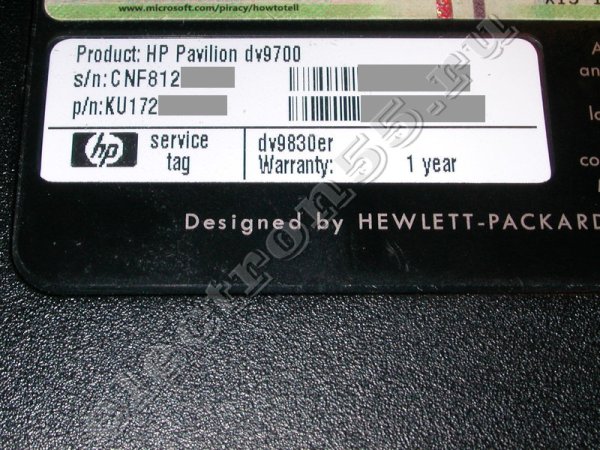 www.microsoft.com/piracy/howtotell
X15
Product: HP Pavilion dv9700
s/n:CNF812
p/n:KU172
hp
service
tag
dv9830er
Warranty: 1 year
Designed by HEWLETT-PACKARD
electron55.ru